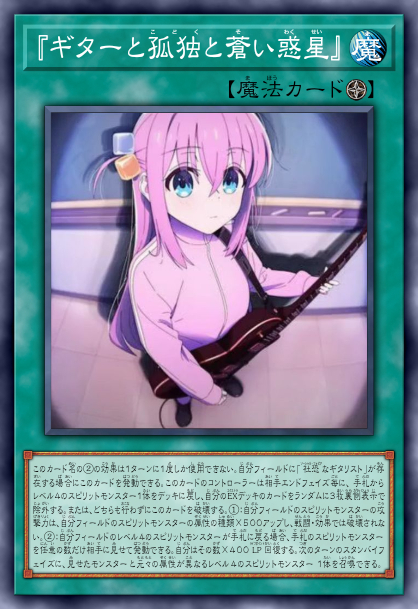 『ギターと孤独と蒼い惑星』 魔
【魔法カード】
このカード名の②の効果は1ターンに1度しか使用できない。自分フィールドに「社恐なギタリスト」が存
在する場合にこのカードを発動できる。このカードのコントローラーは相手エンドフェイズ毎に、手札から
レベル4のスピリットモンスター1体をデッキに戻し、自分のEXデッキのカードをランダムに3枚裏側表示で
除外する。または、どちらも行わずにこのカードを破壊する。①：自分フィールドのスピリットモンスターの攻
撃力は、自分フィールドのスピリットモンスターの属性の種類×500アップし、戦闘・効果では破壊されな
い。②：自分フィールドのレベル4のスピリットモンスターが手札に戻る場合、手札のスピリットモンスター
を任意の数だけ相手に見せて発動できる。自分はその数×400 LP回復する。次のターンのスタンバイフ
ェイズに、見せたモンスターと元々の属性が異なるレベル4のスピリットモンスター 1体を召喚できる。